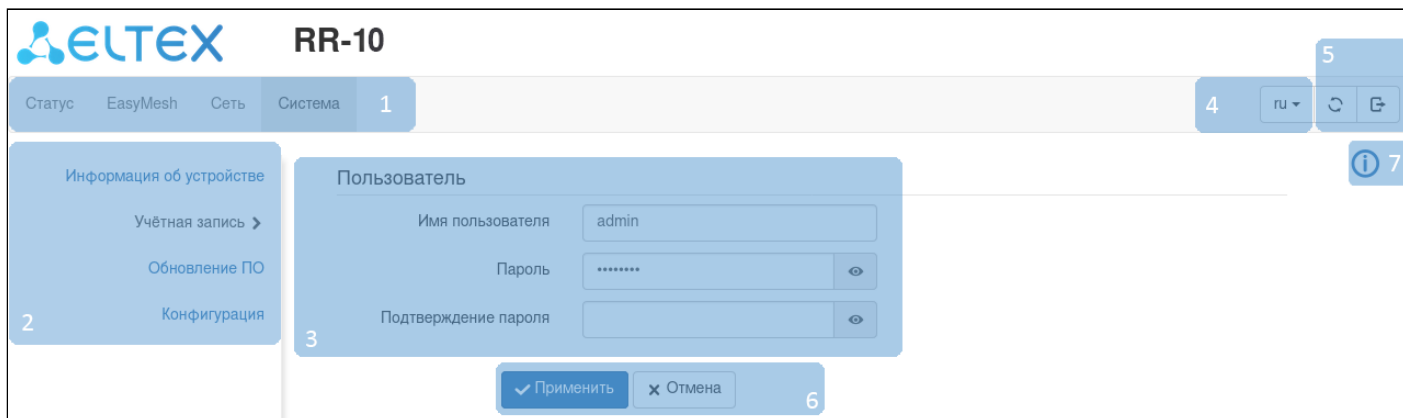 ELTEX RR-10
5
Статус EasyMesh Сеть Система 1 4 ru
Информация об устройстве Пользователь 7
Учётная запись Имя пользователя admin
Обновление ПО Пароль ••••••••
2 Конфигурация 3 Подтверждение пароля
Применить Отмена 6